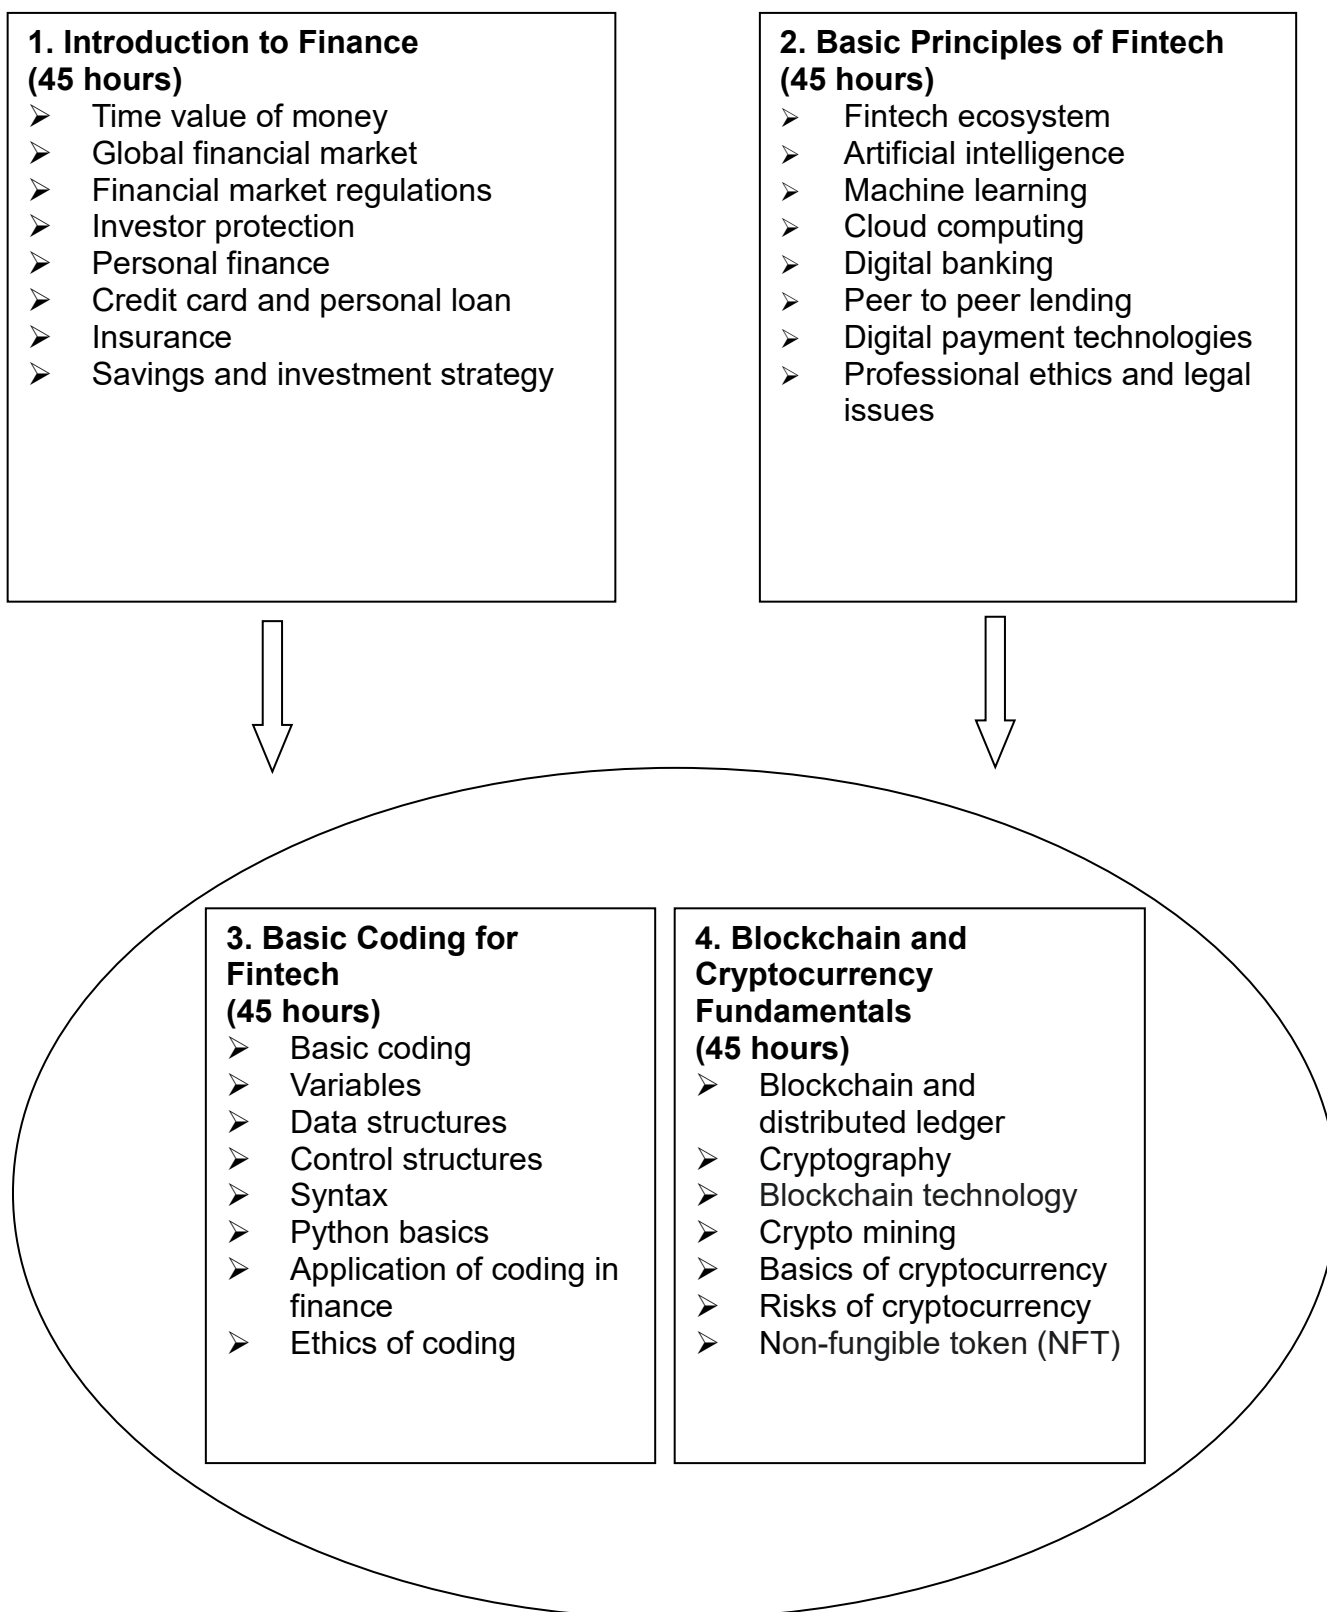 1. Introduction to Finance
(45 hours)
➢ Time value of money
➢ Global financial market
➢ Financial market regulations
➢ Investor protection
➢ Personal finance
➢ Credit card and personal loan
➢ Insurance
➢ Savings and investment strategy
2. Basic Principles of Fintech
(45 hours)
➢ Fintech ecosystem
➢ Artificial intelligence
➢ Machine learning
➢ Cloud computing
➢ Digital banking
➢ Peer to peer lending
➢ Digital payment technologies
➢ Professional ethics and legal
issues
3. Basic Coding for
Fintech
(45 hours)
➢ Basic coding
➢ Variables
➢ Data structures
➢ Control structures
➢ Syntax
➢ Python basics
➢ Application of coding in
finance
➢ Ethics of coding
4. Blockchain and
Cryptocurrency
Fundamentals
(45 hours)
➢ Blockchain and
distributed ledger
➢ Cryptography
➢ Blockchain technology
➢ Crypto mining
➢ Basics of cryptocurrency
➢ Risks of cryptocurrency
➢ Non-fungible token (NFT)